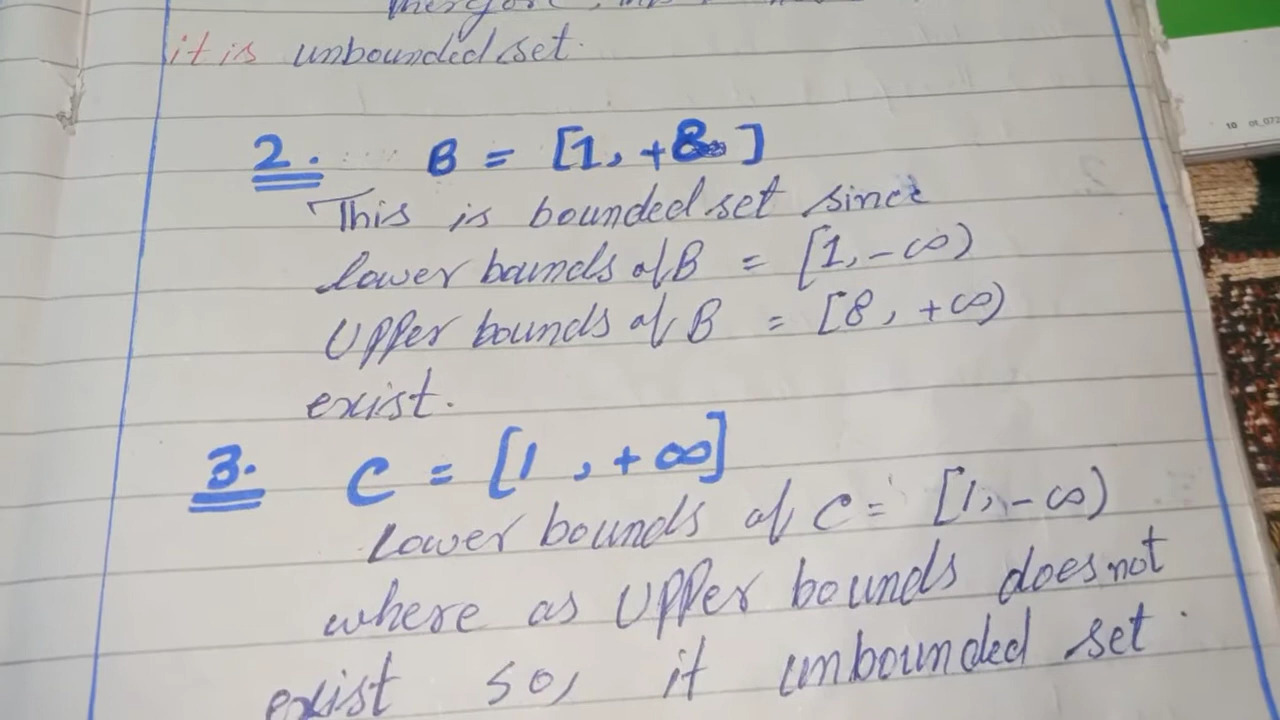 Therefore,
it is unbounded set.
2. B = [1, +8]
This is bounded set since
lower bounds of B = [1, -∞)
Upper bounds of B = [8, +∞)
exist.
3. C = [1, +∞]
Lower bounds of C = [1, -∞)
where as Upper bounds does not
exist so, it unbounded set.
10